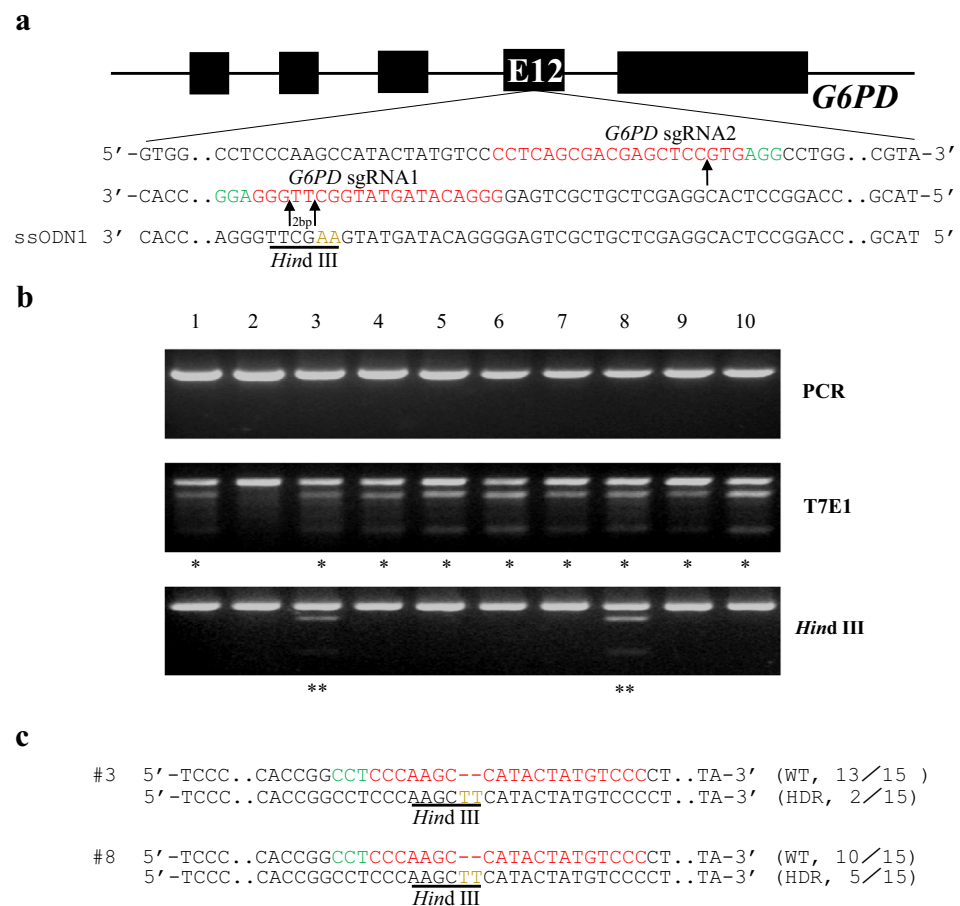 a
E12
G6PD
G6PD sgRNA2
5′-GTGG..CCTCCCAAGCCATACTATGTCCCCTCAGCGACGAGCTCCGTGAGGCCTGG..CGTA-3′
G6PD sgRNA1
3′-CACC..GGAGGGTTCGGTATGATACAGGGGAGTCGCTGCTCGAGGCACTCCGGACC..GCAT-5′
2bp
ssODN1 3′ CACC..AGGGTTCGAAGTATGATACAGGGGAGTCGCTGCTCGAGGCACTCCGGACC..GCAT 5′
Hind III
b
1 2 3 4 5 6 7 8 9 10
PCR
T7E1
* * * * * * * * *
Hind III
** **
c
#3 5′-TCCC..CACCGGCCTCCCAAGC--CATACTATGTCCCCT..TA-3′ (WT, 13/15 )
5′-TCCC..CACCGGCCTCCCAAGCTTCATACTATGTCCCCT..TA-3′ (HDR, 2/15)
Hind III
#8 5′-TCCC..CACCGGCCTCCCAAGC--CATACTATGTCCCCT..TA-3′ (WT, 10/15)
5′-TCCC..CACCGGCCTCCCAAGCTTCATACTATGTCCCCT..TA-3′ (HDR, 5/15)
Hind III